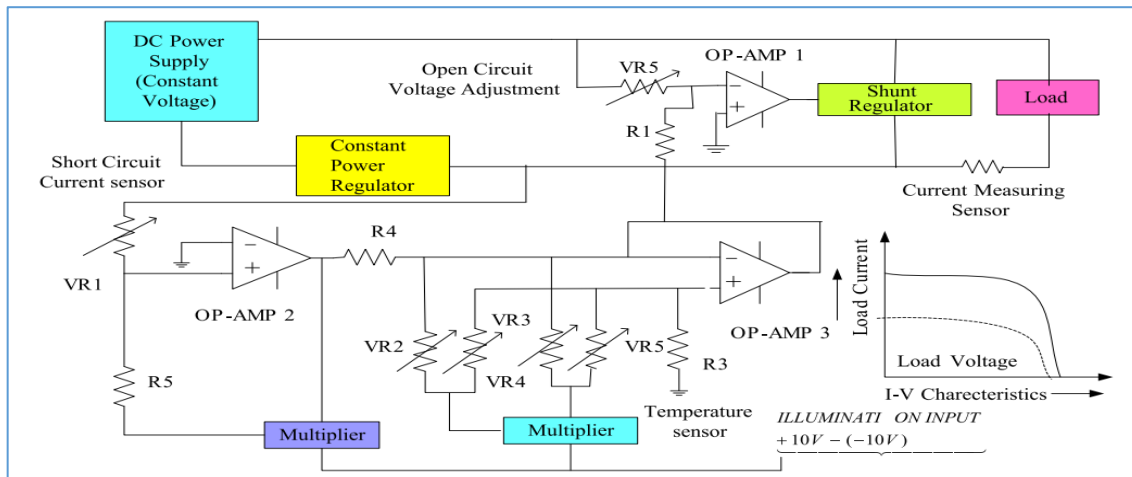 DC Power
Supply
(Constant
Voltage)
Open Circuit
Voltage Adjustment
VR5
OP-AMP 1
−
+
Shunt
Regulator
Load
R1
Short Circuit
Current sensor
Constant
Power
Regulator
Current Measuring
Sensor
VR1
−
+
OP-AMP 2
R4
−
+
OP-AMP 3
VR2
VR3
VR4
VR5
R3
R5
Temperature
sensor
Multiplier
Multiplier
Load Current
Load Voltage
I-V Charecteristics
ILLUMINATI ON INPUT
+10V − (−10V)